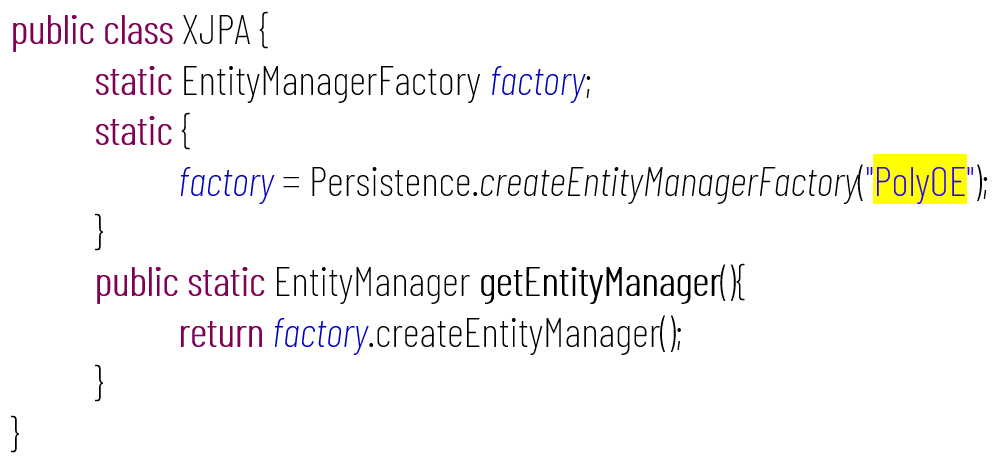 public class XJPA {
static EntityManagerFactory factory;
static {
factory = Persistence.createEntityManagerFactory("PolyOE");
}
public static EntityManager getEntityManager(){
return factory.createEntityManager();
}
}